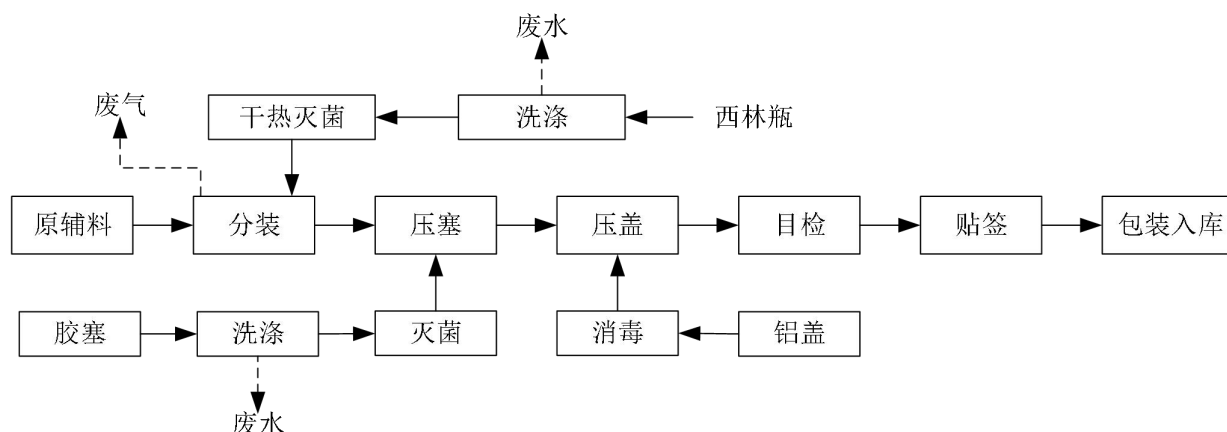 废水
废气
干热灭菌
洗涤
西林瓶
原辅料
分装
压塞
压盖
目检
贴签
包装入库
胶塞
洗涤
灭菌
消毒
铝盖
废水